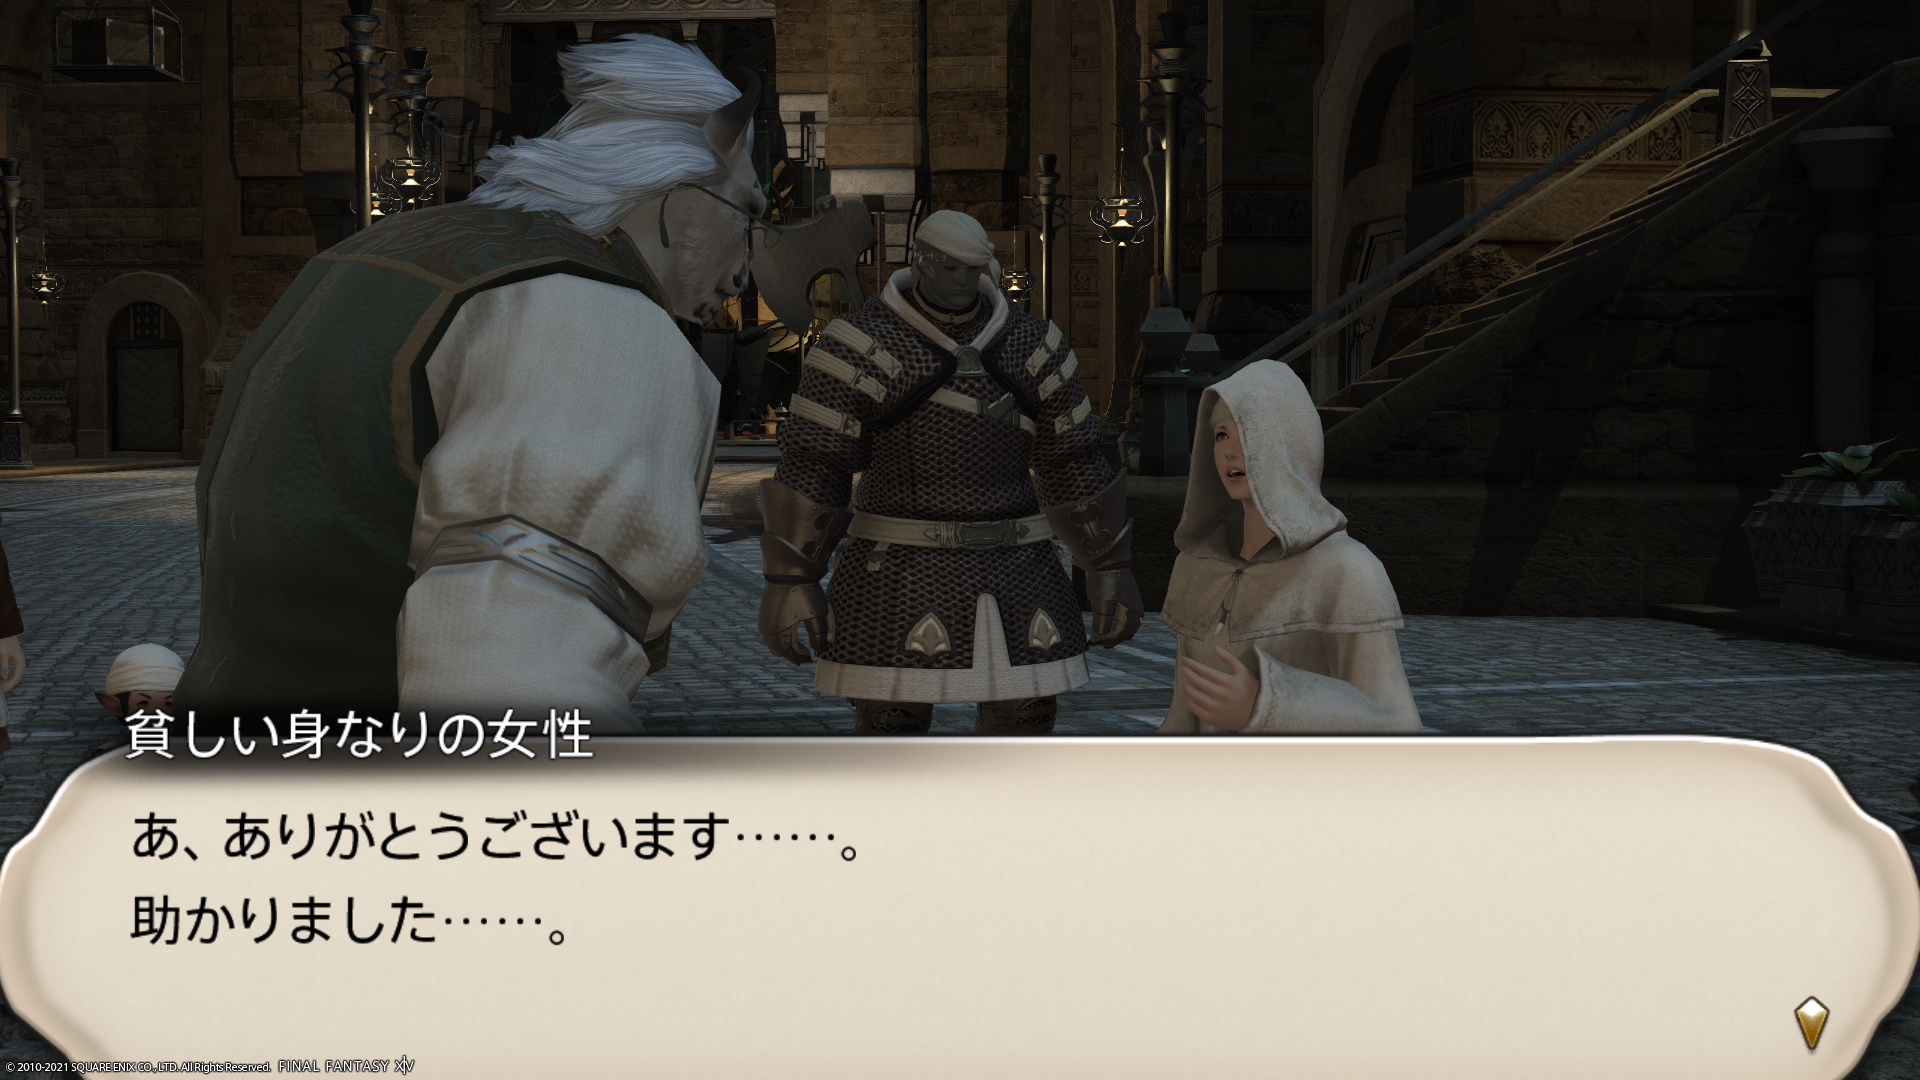 貧しい身なりの女性
あ、ありがとうございます……。
助かりました……。
© 2010-2021 SQUARE ENIX CO., LTD. All Rights Reserved. FINAL FANTASY XIV